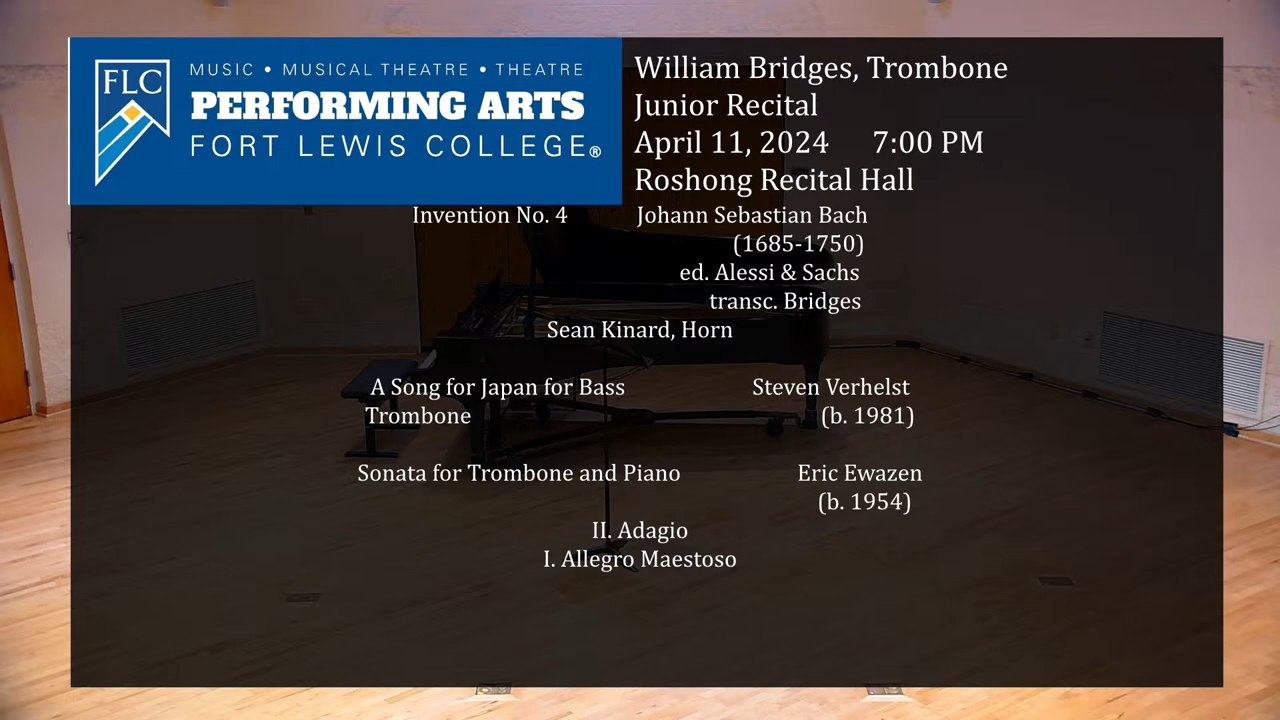 FLC
MUSIC • MUSICAL THEATRE • THEATRE
PERFORMING ARTS
FORT LEWIS COLLEGE®
William Bridges, Trombone
Junior Recital
April 11, 2024 7:00 PM
Roshong Recital Hall
Invention No. 4 Johann Sebastian Bach
(1685-1750)
ed. Alessi & Sachs
transc. Bridges
Sean Kinard, Horn
A Song for Japan for Bass Steven Verhelst
Trombone (b. 1981)
Sonata for Trombone and Piano Eric Ewazen
(b. 1954)
II. Adagio
I. Allegro Maestoso